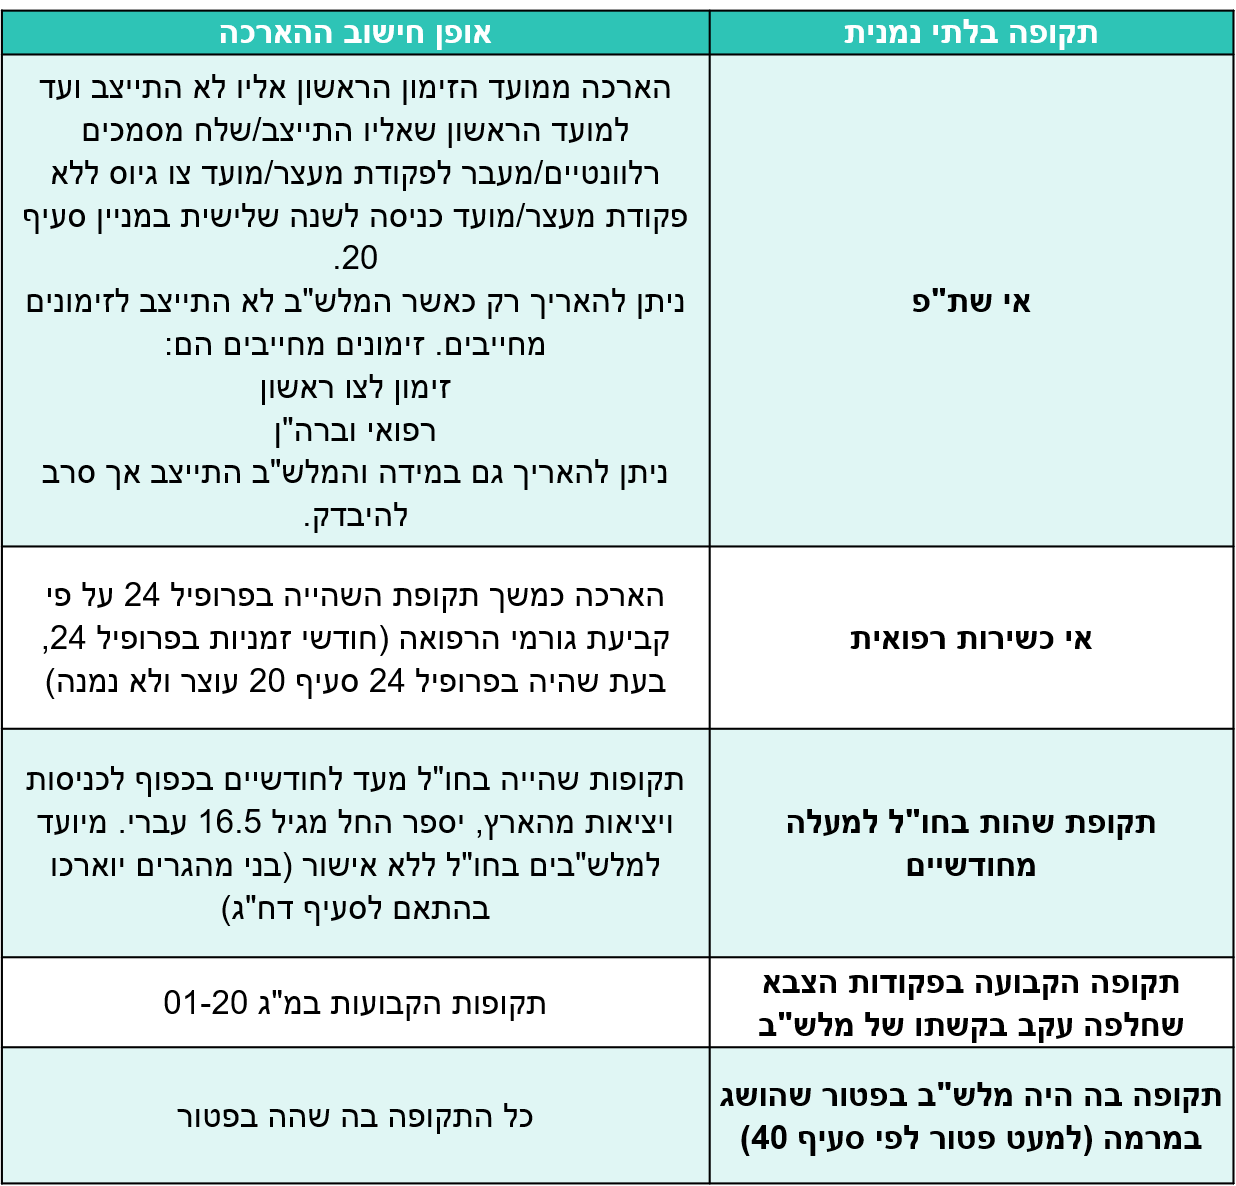 תקופה בלתי נמנית
אופן חישוב ההארכה
אי שת"פ
הארכה ממועד הזימון הראשון אליו לא התייצב ועד
למועד הראשון שאליו התייצב/שלח מסמכים
רלוונטיים/מעבר לפקודת מעצר/מועד צו גיוס ללא
פקודת מעצר/מועד כניסה לשנה שלישית במניין סעיף
20.
ניתן להאריך רק כאשר המלש"ב לא התייצב לזימונים
מחייבים. זימונים מחייבים הם:
זימון לצו ראשון
רפואי וברה"ן
ניתן להאריך גם במידה והמלש"ב התייצב אך סרב
להיבדק.
אי כשירות רפואית
הארכה כמשך תקופת השהייה בפרופיל 24 על פי
קביעת גורמי הרפואה (חודשי זמניות בפרופיל 24,
בעת שהיה בפרופיל 24 סעיף 20 עוצר ולא נמנה)
תקופת שהות בחו"ל למעלה
מחודשיים
תקופות שהייה בחו"ל מעד לחודשיים בכפוף לכניסות
ויציאות מהארץ, יספר החל מגיל 16.5 עברי. מיועד
למלש"בים בחו"ל ללא אישור (בני מהגרים יוארכו
בהתאם לסעיף דח"ג)
תקופה הקבועה בפקודות הצבא
שחלפה עקב בקשתו של מלש"ב
תקופות הקבועות במ"ג 01-20
תקופה בה היה מלש"ב בפטור שהושג
במרמה (למעט פטור לפי סעיף 40)
כל התקופה בה שהה בפטור